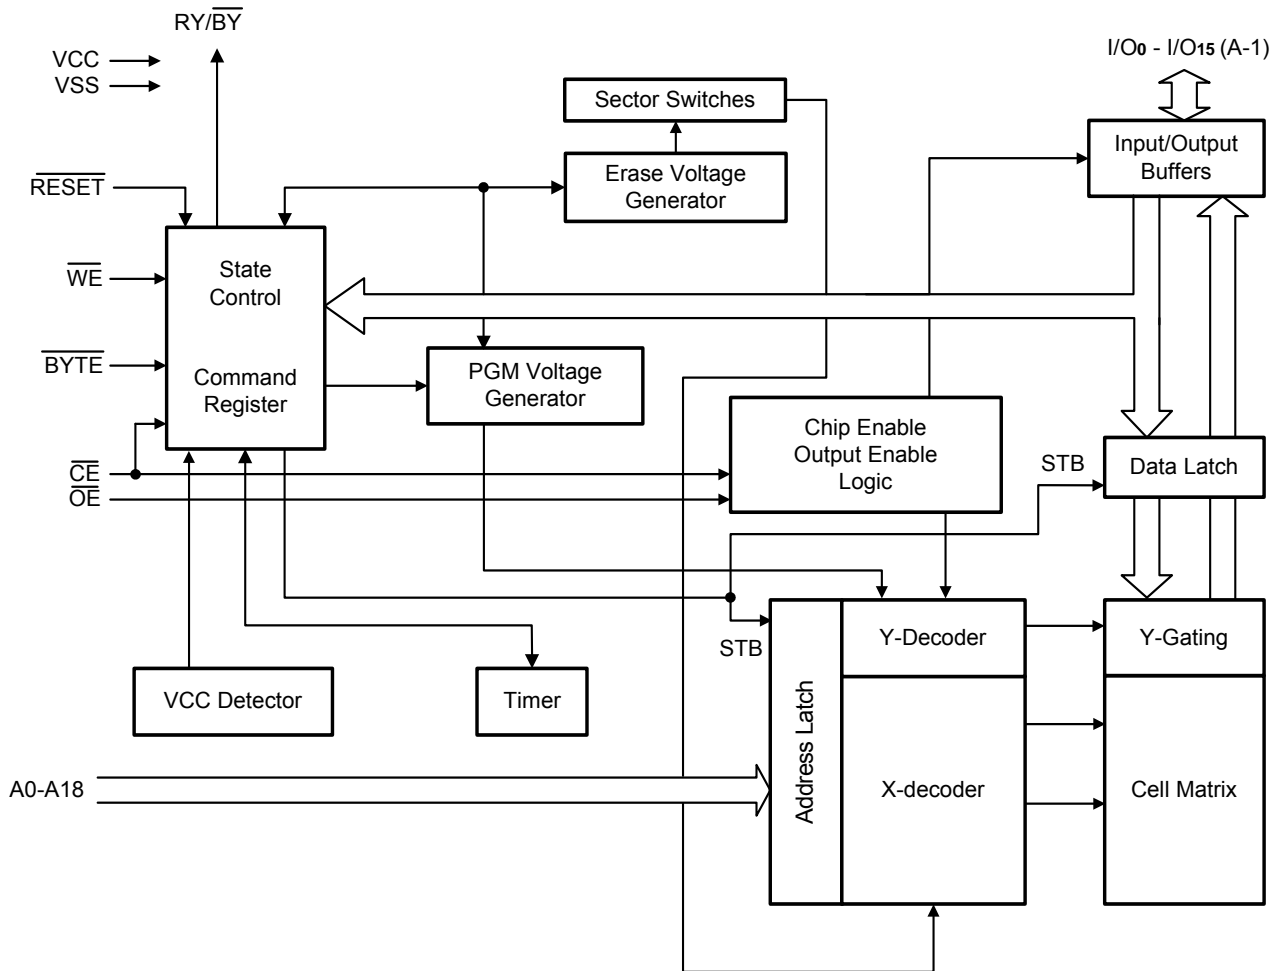 RY/BY
VCC
VSS
I/O0 - I/O15 (A-1)
Sector Switches
Input/Output
Buffers
Erase Voltage
Generator
RESET
State
Control
WE
BYTE
Command
Register
PGM Voltage
Generator
Chip Enable
Output Enable
Logic
CE
OE
STB
Data Latch
STB
Y-Decoder
Y-Gating
VCC Detector
Timer
Address Latch
A0-A18
X-decoder
Cell Matrix